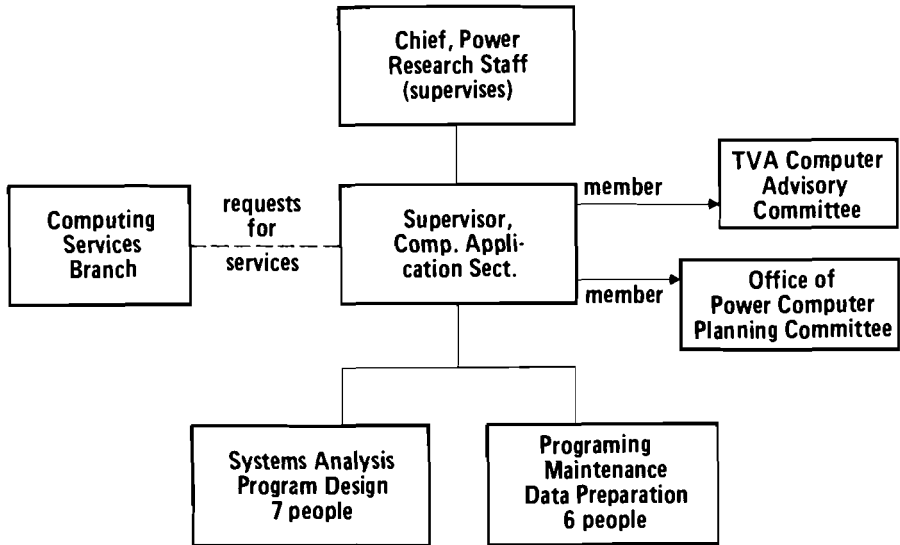 Chief, Power
Research Staff
(supervises)
TVA Computer
Advisory
Committee
member
Computing
Services
Branch
requests
for
services
Supervisor,
Comp. Appli-
cation Sect.
member
Office of
Power Computer
Planning Committee
Systems Analysis
Program Design
7 people
Programing
Maintenance
Data Preparation
6 people